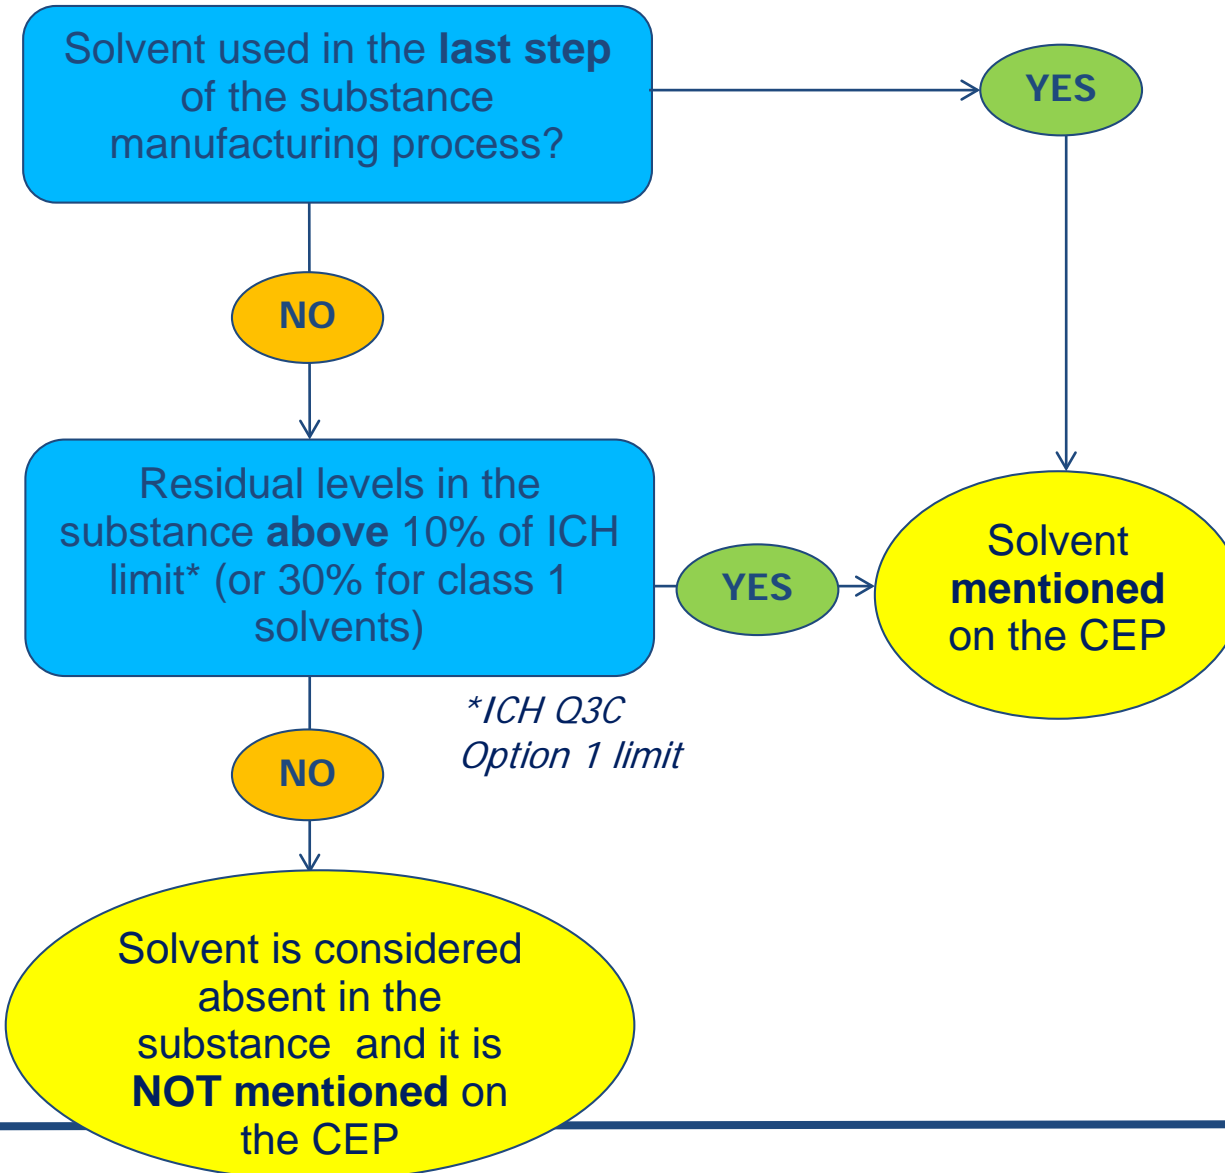 Solvent used in the last step
of the substance
manufacturing process?
YES
NO
Residual levels in the
substance above 10% of ICH
limit* (or 30% for class 1
solvents)
YES
Solvent
mentioned
on the CEP
*ICH Q3C
Option 1 limit
NO
Solvent is considered
absent in the
substance and it is
NOT mentioned on
the CEP